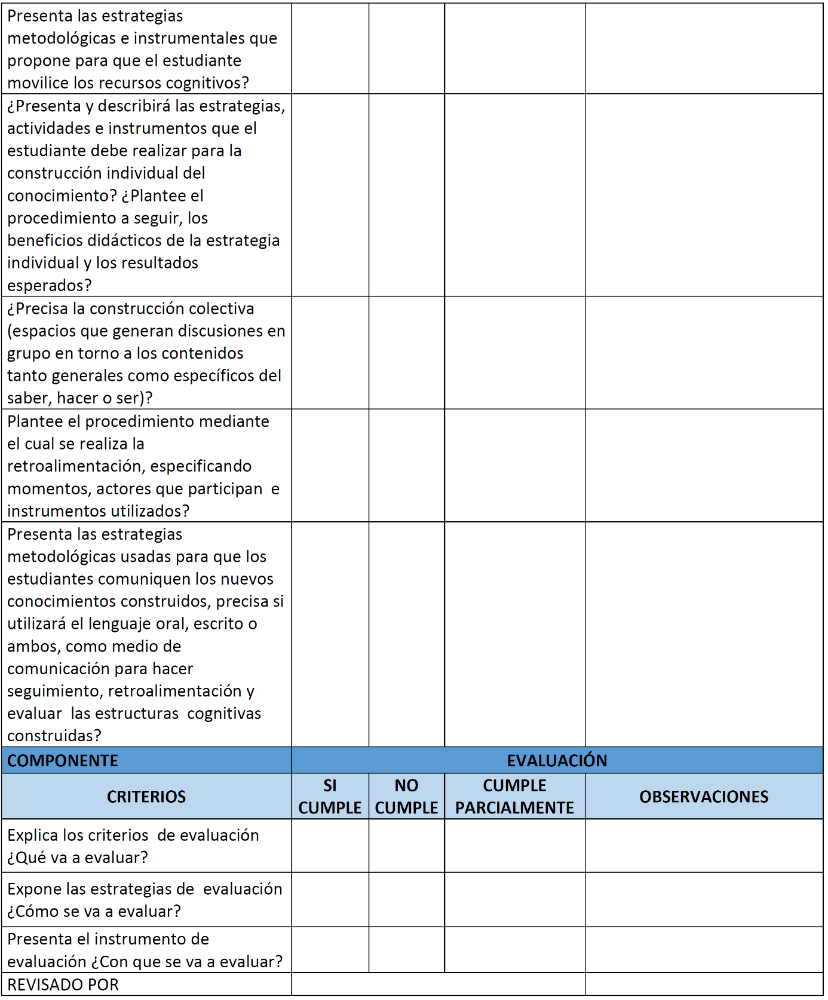 Presenta las estrategias
metodológicas e instrumentales que
propone para que el estudiante
movilice los recursos cognitivos?
¿Presenta y describirá las estrategias,
actividades e instrumentos que el
estudiante debe realizar para la
construcción individual del
conocimiento? ¿Plantee el
procedimiento a seguir, los
beneficios didácticos de la estrategia
individual y los resultados
esperados?
¿Precisa la construcción colectiva
(espacios que generan discusiones en
grupo en torno a los contenidos
tanto generales como específicos del
saber, hacer o ser)?
Plantee el procedimiento mediante
el cual se realiza la
retroalimentación, especificando
momentos, actores que participan  e
instrumentos utilizados?
Presenta las estrategias
metodológicas usadas para que los
estudiantes comuniquen los nuevos
conocimientos construidos, precisa si
utilizará el lenguaje oral, escrito o
ambos, como medio de
comunicación para hacer
seguimiento, retroalimentación y
evaluar  las estructuras  cognitivas
construidas?
COMPONENTE EVALUACIÓN
CRITERIOS SI CUMPLE NO CUMPLE CUMPLE PARCIALMENTE OBSERVACIONES
Explica los criterios  de evaluación
¿Qué va a evaluar?
Expone las estrategias de  evaluación
¿Cómo se va a evaluar?
Presenta el instrumento de
evaluación ¿Con que se va a evaluar?
REVISADO POR